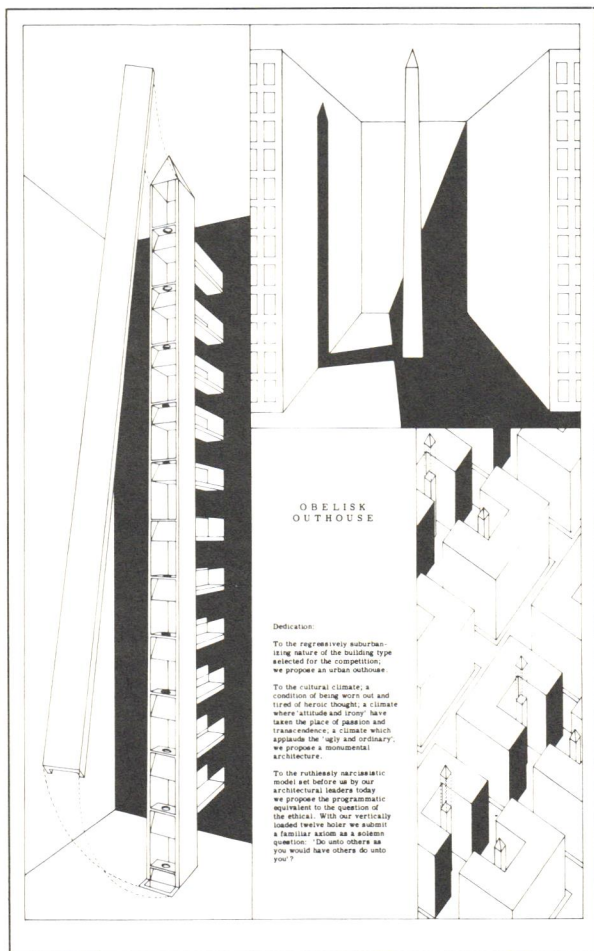 OBELISK
OUTHOUSE
Dedication:
To the regressively suburban-
izing nature of the building type
selected for the competition;
we propose an urban outhouse.
To the cultural climate; a
condition of being worn out and
tired of heroic thought; a climate
where 'attitude and irony' have
taken the place of passion and
transcendence; a climate which
applauds the 'ugly and ordinary',
we propose a monumental
architecture.
To the ruthlessly narcissistic
model set before us by our
architectural leaders today
we propose the programmatic
equivalent to the question of
the ethical. With our vertically
loaded twelve holer we submit
a familiar axiom as a solemn
question: 'Do unto others as
you would have others do unto
you'?